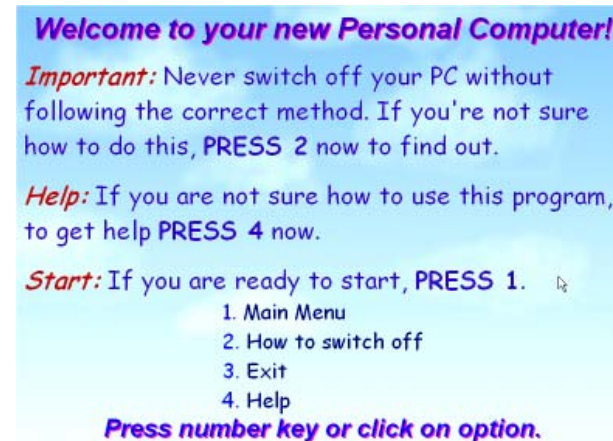 Welcome to your new Personal Computer!
Important: Never switch off your PC without
following the correct method. If you're not sure
how to do this, PRESS 2 now to find out.
Help: If you are not sure how to use this program,
to get help PRESS 4 now.
Start: If you are ready to start, PRESS 1.
1. Main Menu
2. How to switch off
3. Exit
4. Help
Press number key or click on option.